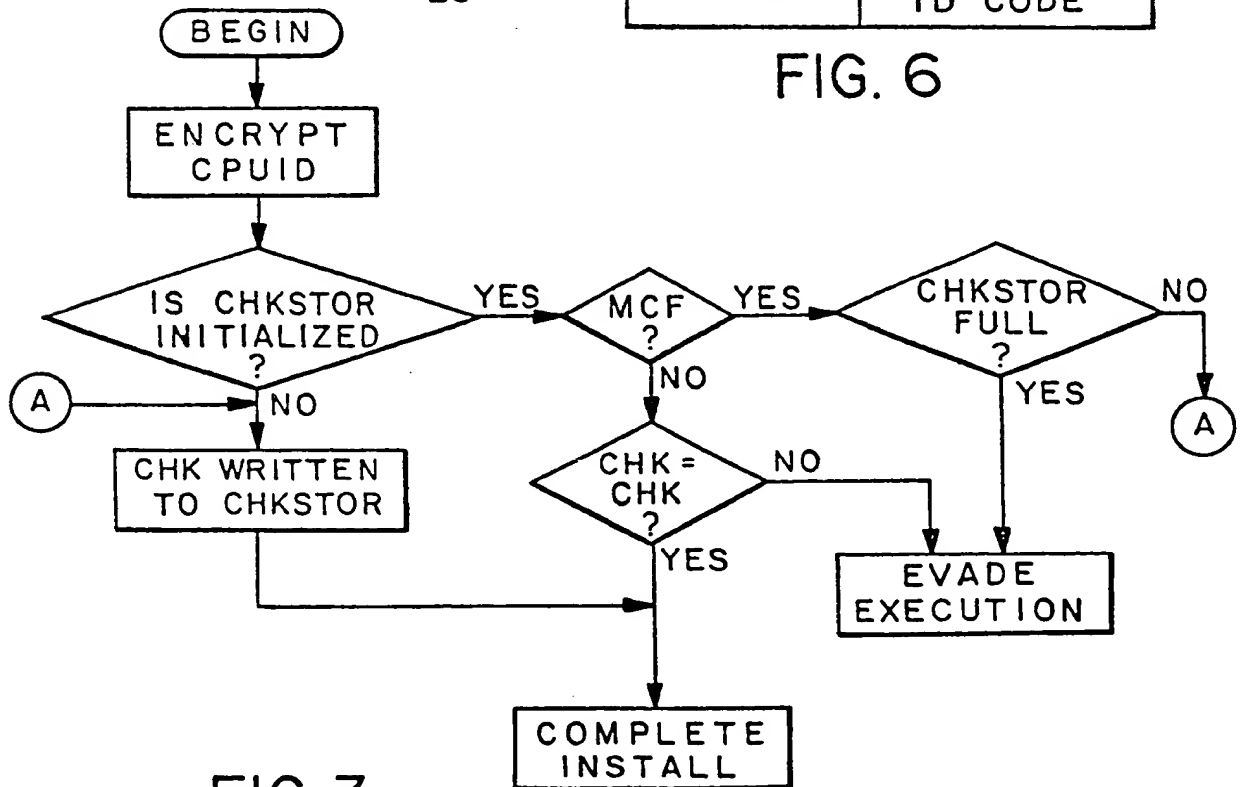 BEGIN
ID CODE
FIG. 6
ENCRYPT
CPUID
IS CHKSTOR
INITIALIZED
?
YES
MCF
?
YES
CHKSTOR
FULL
?
NO
A
NO
NO
YES
A
CHK WRITTEN
TO CHKSTOR
CHK =
CHK
?
NO
YES
EVADE
EXECUTION
COMPLETE
INSTALL